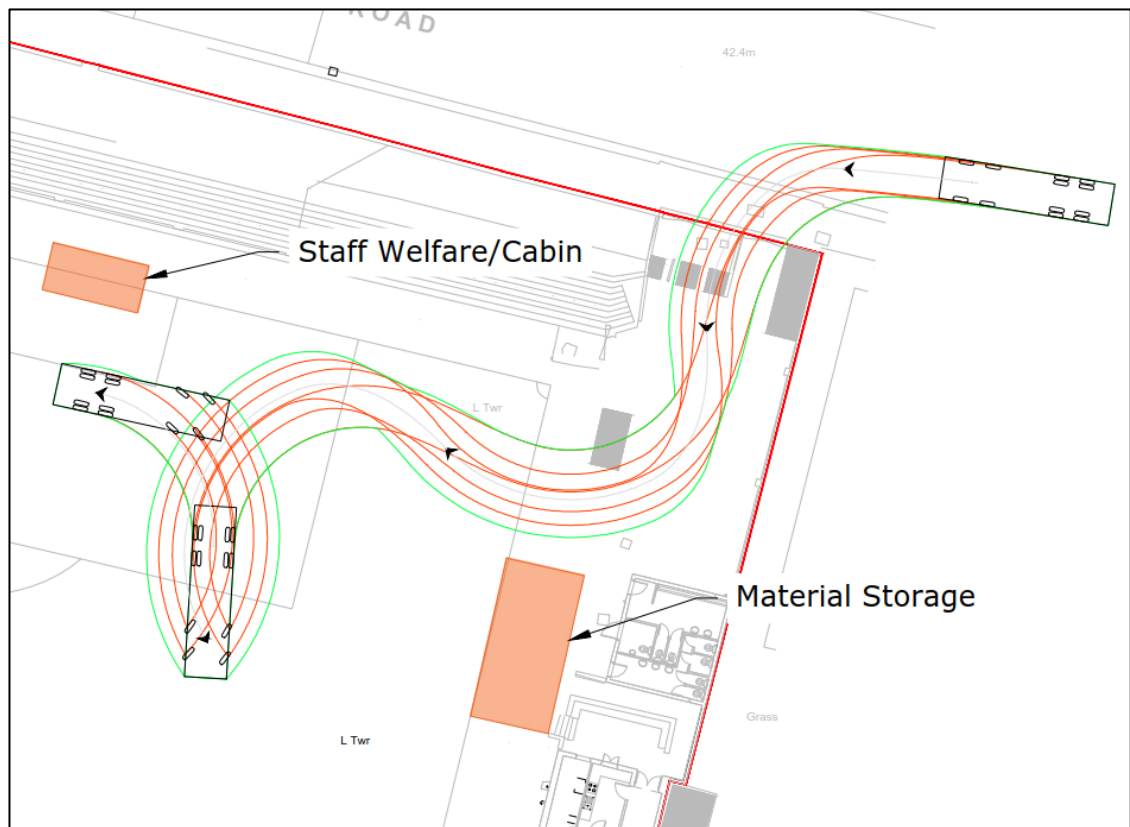 ROAD
42.4m
Staff Welfare/Cabin
L Twr
Material Storage
Grass
L Twr